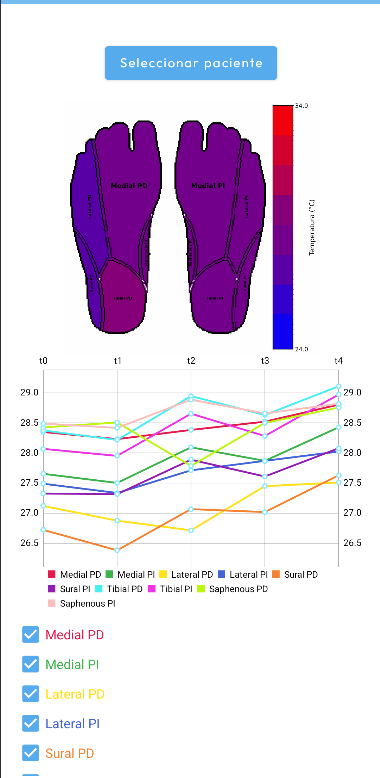 Seleccionar paciente
34.0
Medial PD
Medial PI
Temperatura (°C)
24.0
t0 t1 t2 t3 t4
29.0 29.0
28.5 28.5
28.0 28.0
27.5 27.5
27.0 27.0
26.5 26.5
Medial PD Medial PI Lateral PD Lateral PI Sural PD
Sural PI Tibial PD Tibial PI Saphenous PD
Saphenous PI
Medial PD
Medial PI
Lateral PD
Lateral PI
Sural PD